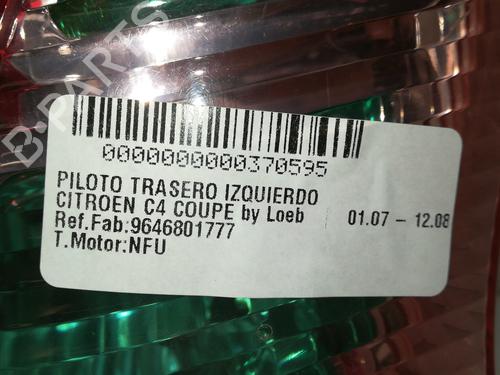 B-PARTS
0000000000370595
PILOTO TRASERO IZQUIERDO
CITROEN C4 COUPE by Loeb 01.07 - 12.08
Ref.Fab:9646801777
T.Motor:NFU